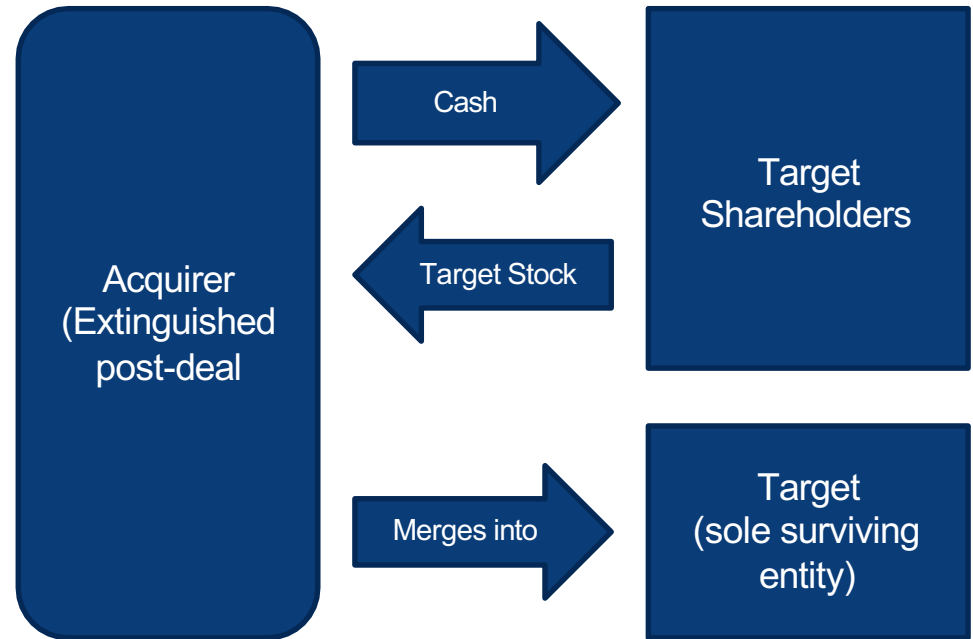 Cash
Target
Shareholders
Target Stock
Acquirer
(Extinguished
post-deal
Merges into
Target
(sole surviving
entity)